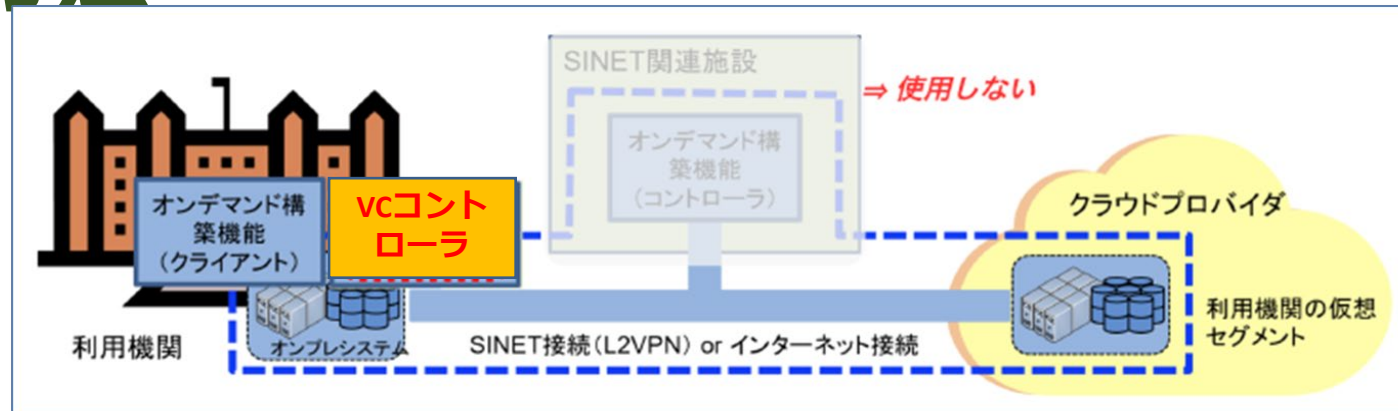 SINET関連施設
⇒ 使用しない
オンデマンド構
築機能
(コントローラ)
オンデマンド構
築機能
(クライアント)
VCコント
ローラ
クラウドプロバイダ
利用機関
オンプレシステム
SINET接続(L2VPN) or インターネット接続
利用機関の仮想
セグメント